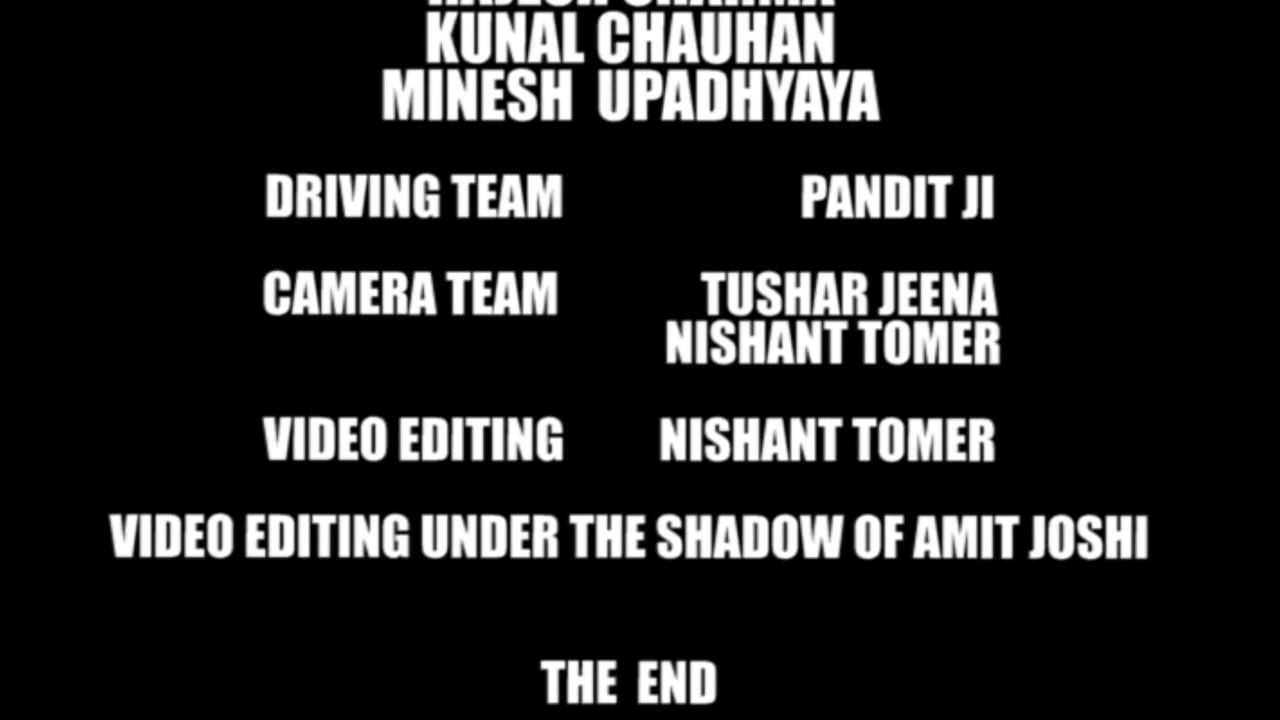 KUNAL CHAUHAN
MINESH UPADHYAYA
DRIVING TEAM PANDIT JI
CAMERA TEAM TUSHAR JEENA
NISHANT TOMER
VIDEO EDITING NISHANT TOMER
VIDEO EDITING UNDER THE SHADOW OF AMIT JOSHI
THE END